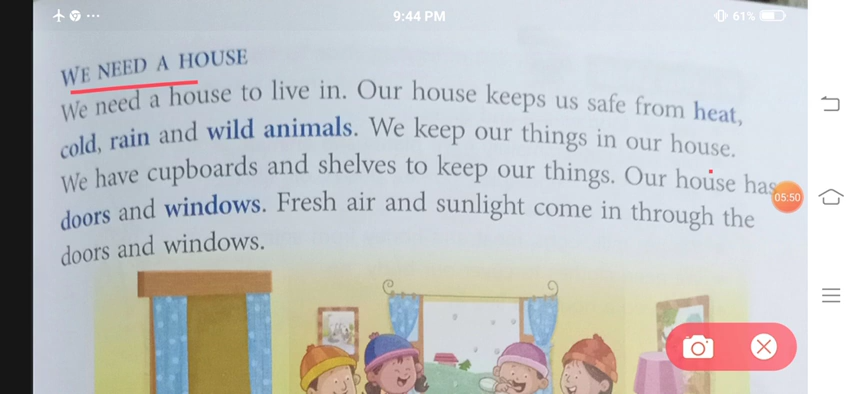 9:44 PM
61%
WE NEED A HOUSE
We need a house to live in. Our house keeps us safe from heat,
cold, rain and wild animals. We keep our things in our house.
We have cupboards and shelves to keep our things. Our house has
05:50
doors and windows. Fresh air and sunlight come in through the
doors and windows.